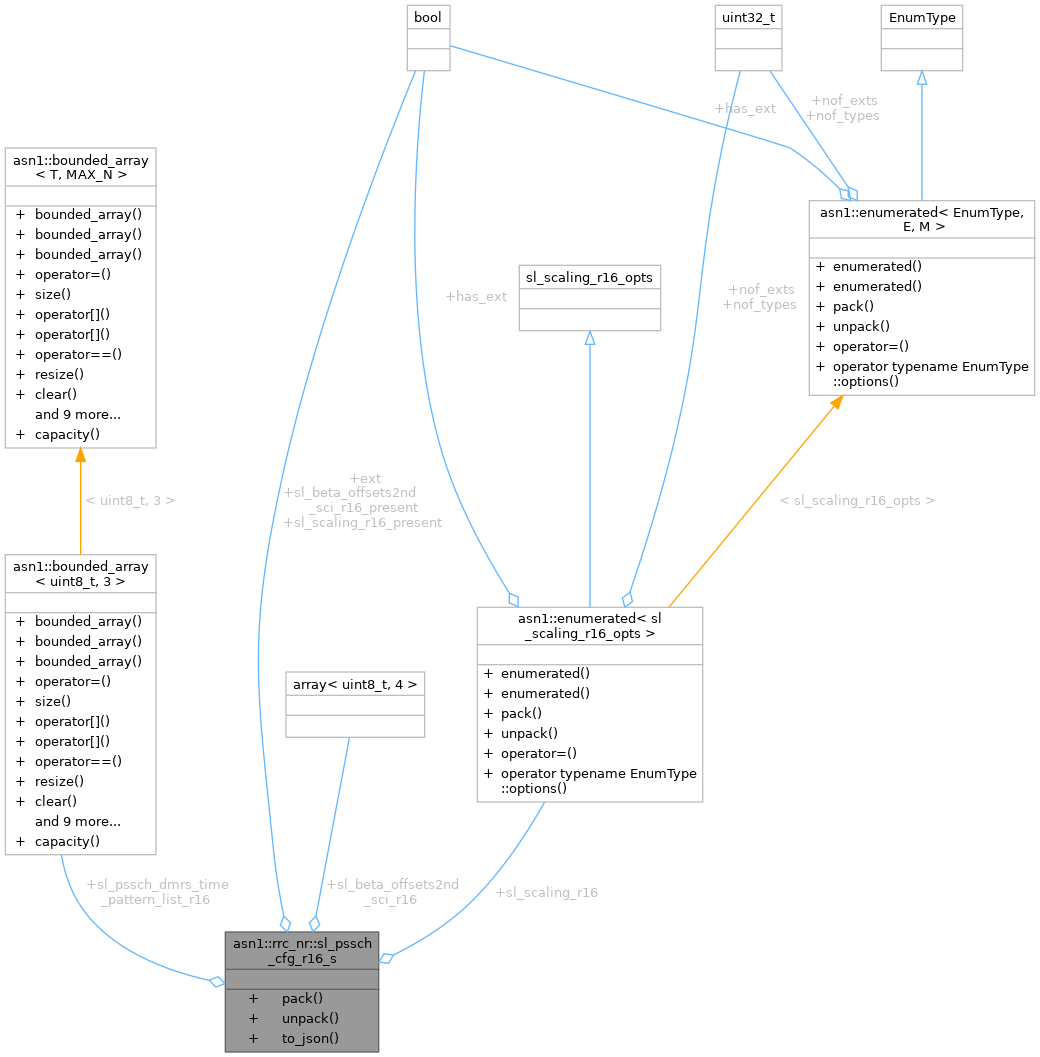 bool
uint32_t
EnumType
+has_ext
+nof_exts
+nof_types
asn1::bounded_array
< T, MAX_N >
+ bounded_array()
+ bounded_array()
+ bounded_array()
+ operator=()
+ size()
+ operator[]()
+ operator[]()
+ operator==()
+ resize()
+ clear()
and 9 more...
+ capacity()
asn1::enumerated< EnumType,
E, M >
+ enumerated()
+ enumerated()
+ pack()
+ unpack()
+ operator=()
+ operator typename EnumType
::options()
sl_scaling_r16_opts
+has_ext
+nof_exts
+nof_types
< uint8_t, 3 >
+ext
+sl_beta_offsets2nd
_sci_r16_present
+sl_scaling_r16_present
< sl_scaling_r16_opts >
asn1::bounded_array
< uint8_t, 3 >
+ bounded_array()
+ bounded_array()
+ bounded_array()
+ operator=()
+ size()
+ operator[]()
+ operator[]()
+ operator==()
+ resize()
+ clear()
and 9 more...
+ capacity()
array< uint8_t, 4 >
asn1::enumerated< sl
_scaling_r16_opts >
+ enumerated()
+ enumerated()
+ pack()
+ unpack()
+ operator=()
+ operator typename EnumType
::options()
+sl_pssch_dmrs_time
_pattern_list_r16
+sl_beta_offsets2nd
_sci_r16
+sl_scaling_r16
asn1::rrc_nr::sl_pssch
_cfg_r16_s
+ pack()
+ unpack()
+ to_json()